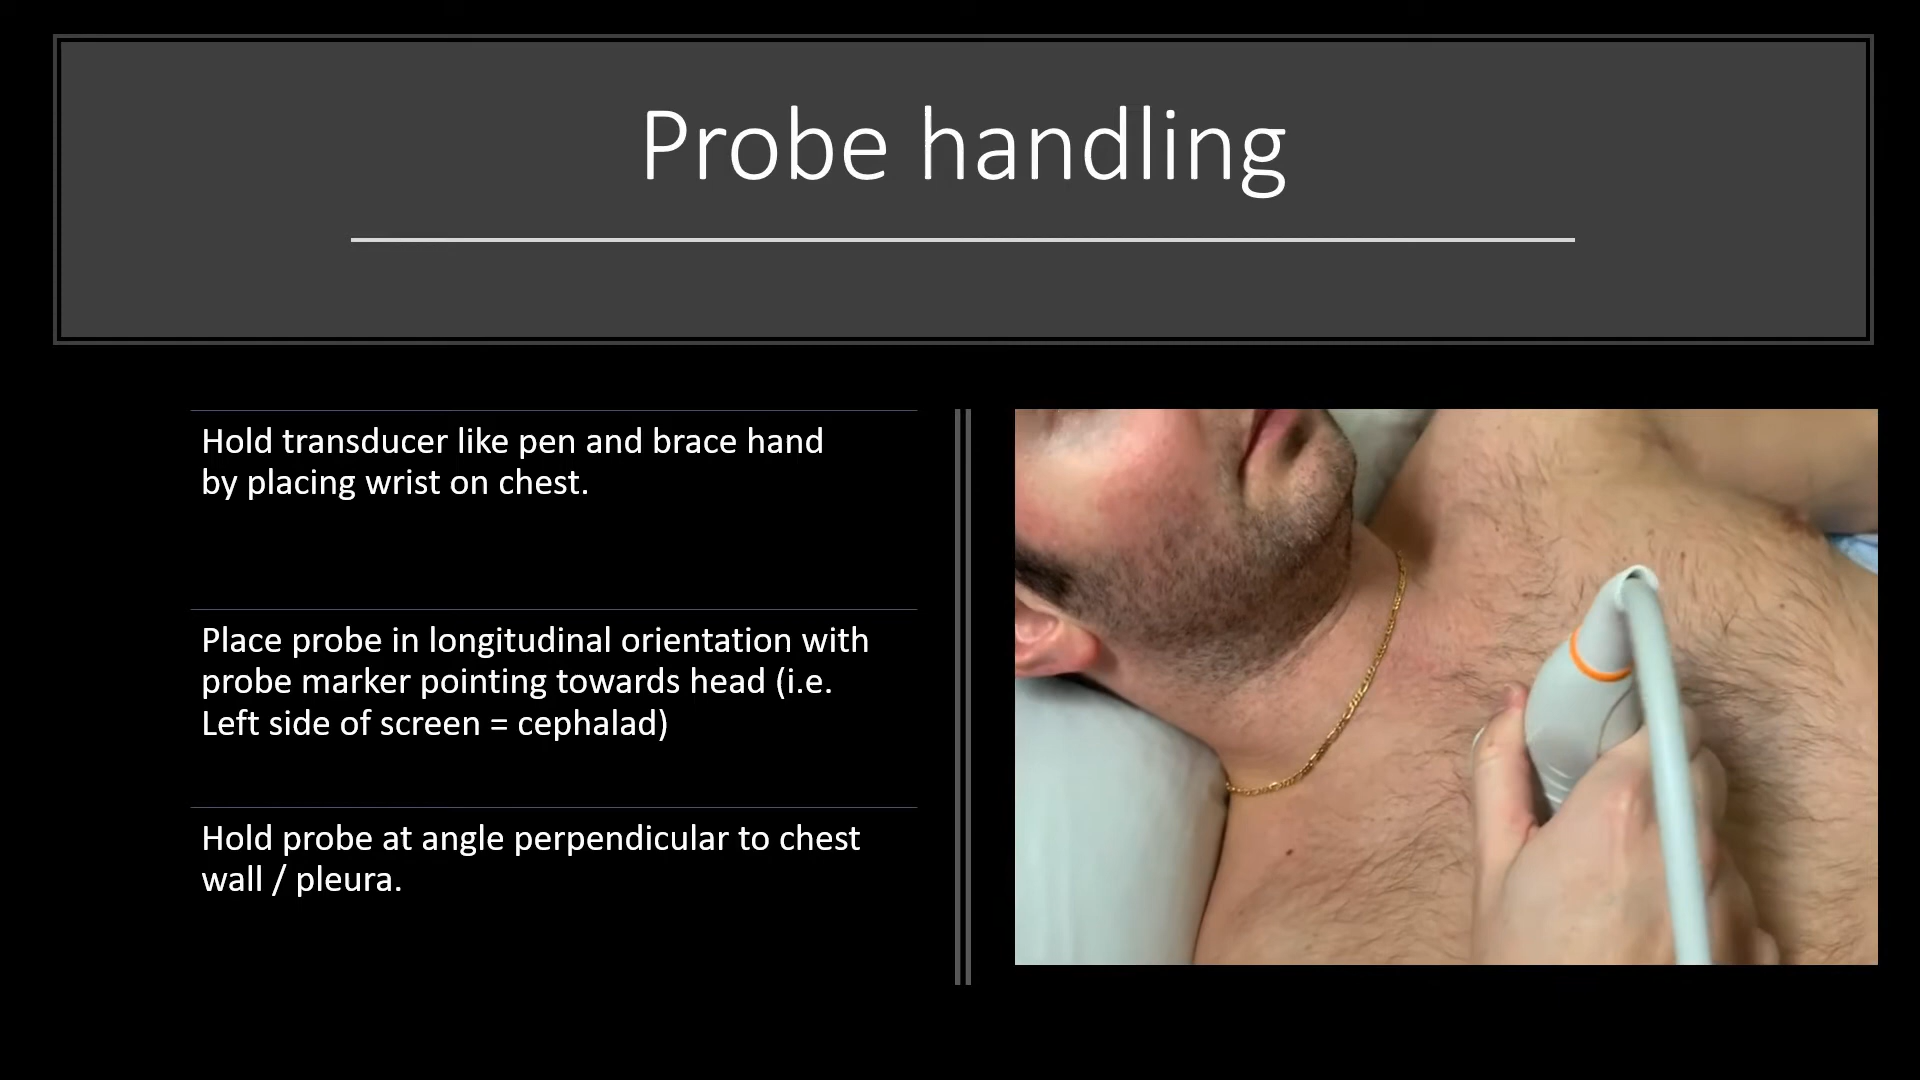 Probe handling
Hold transducer like pen and brace hand
by placing wrist on chest.
Place probe in longitudinal orientation with
probe marker pointing towards head (i.e.
Left side of screen = cephalad)
Hold probe at angle perpendicular to chest
wall / pleura.